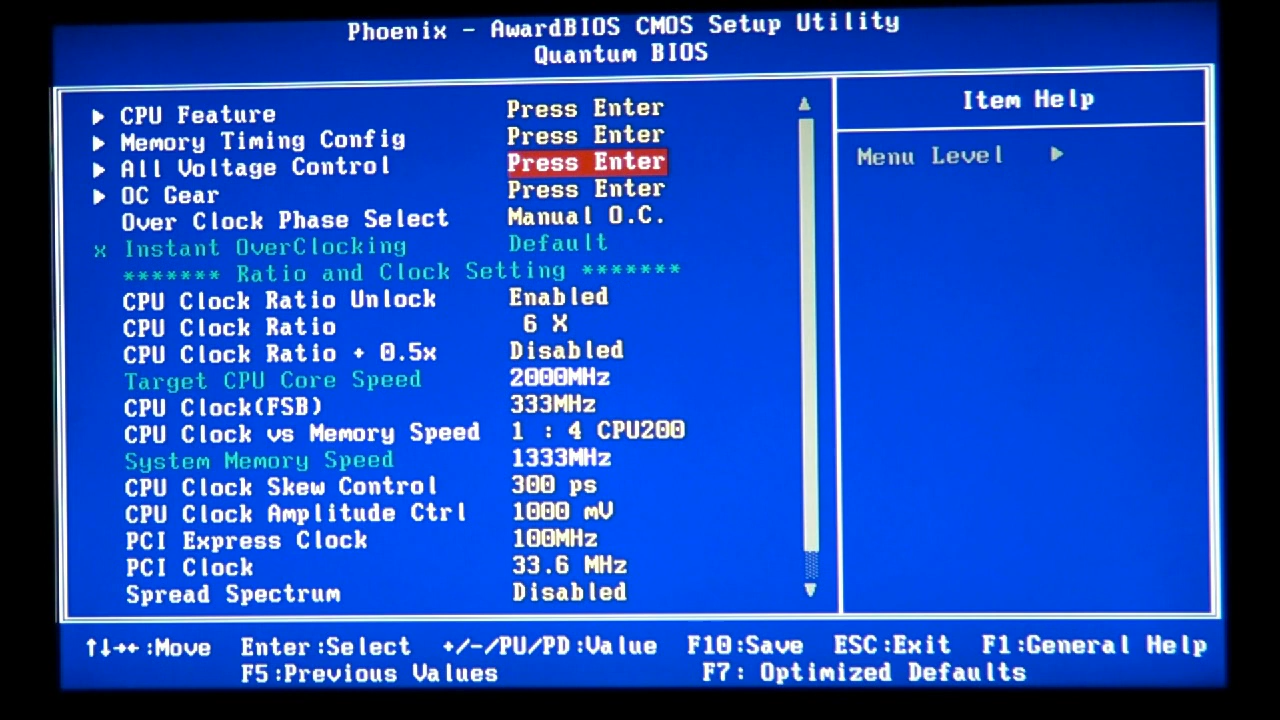 Phoenix - AwardBIOS CMOS Setup Utility
Quantum BIOS
▶ CPU Feature Press Enter
▶ Memory Timing Config Press Enter
▶ All Voltage Control Press Enter
▶ OC Gear Press Enter
Over Clock Phase Select Manual O.C.
x Instant OverClocking Default
******* Ratio and Clock Setting *******
CPU Clock Ratio Unlock Enabled
CPU Clock Ratio 6 X
CPU Clock Ratio + 0.5x Disabled
Target CPU Core Speed 2000MHz
CPU Clock(FSB) 333MHz
CPU Clock vs Memory Speed 1 : 4 CPU200
System Memory Speed 1333MHz
CPU Clock Skew Control 300 ps
CPU Clock Amplitude Ctrl 1000 mV
PCI Express Clock 100MHz
PCI Clock 33.6 MHz
Spread Spectrum Disabled
Item Help
Menu Level ▶
↑↓→←:Move Enter:Select +/-/PU/PD:Value F10:Save ESC:Exit F1:General Help
F5:Previous Values F7: Optimized Defaults